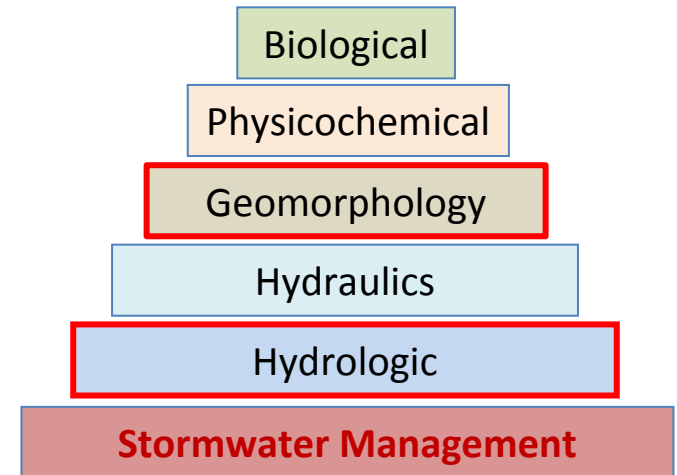 Biological
Physicochemical
Geomorphology
Hydraulics
Hydrologic
Stormwater Management